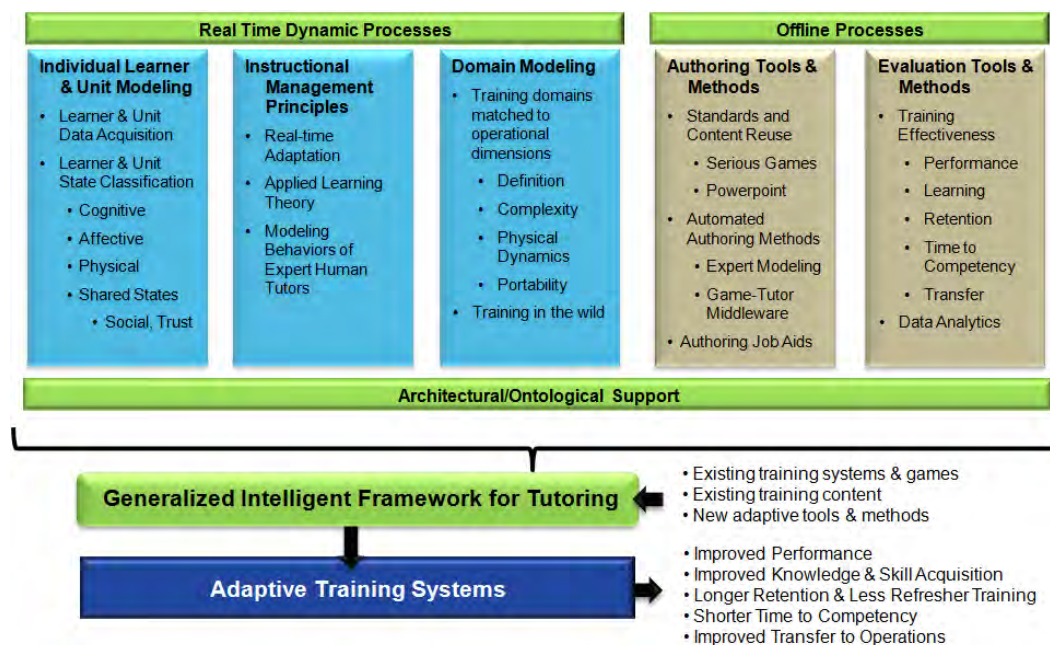 Real Time Dynamic Processes
Offline Processes
Individual Learner
& Unit Modeling
• Learner & Unit
Data Acquisition
• Learner & Unit
State Classification
• Cognitive
• Affective
• Physical
• Shared States
• Social, Trust
Instructional
Management
Principles
• Real-time
Adaptation
• Applied Learning
Theory
• Modeling
Behaviors of
Expert Human
Tutors
Domain Modeling
• Training domains
matched to
operational
dimensions
• Definition
• Complexity
• Physical
Dynamics
• Portability
• Training in the wild
Authoring Tools &
Methods
• Standards and
Content Reuse
• Serious Games
• Powerpoint
• Automated
Authoring Methods
• Expert Modeling
• Game-Tutor
Middleware
• Authoring Job Aids
Evaluation Tools &
Methods
• Training
Effectiveness
• Performance
• Learning
• Retention
• Time to
Competency
• Transfer
• Data Analytics
Architectural/Ontological Support
Generalized Intelligent Framework for Tutoring
• Existing training systems & games
• Existing training content
• New adaptive tools & methods
Adaptive Training Systems
• Improved Performance
• Improved Knowledge & Skill Acquisition
• Longer Retention & Less Refresher Training
• Shorter Time to Competency
• Improved Transfer to Operations